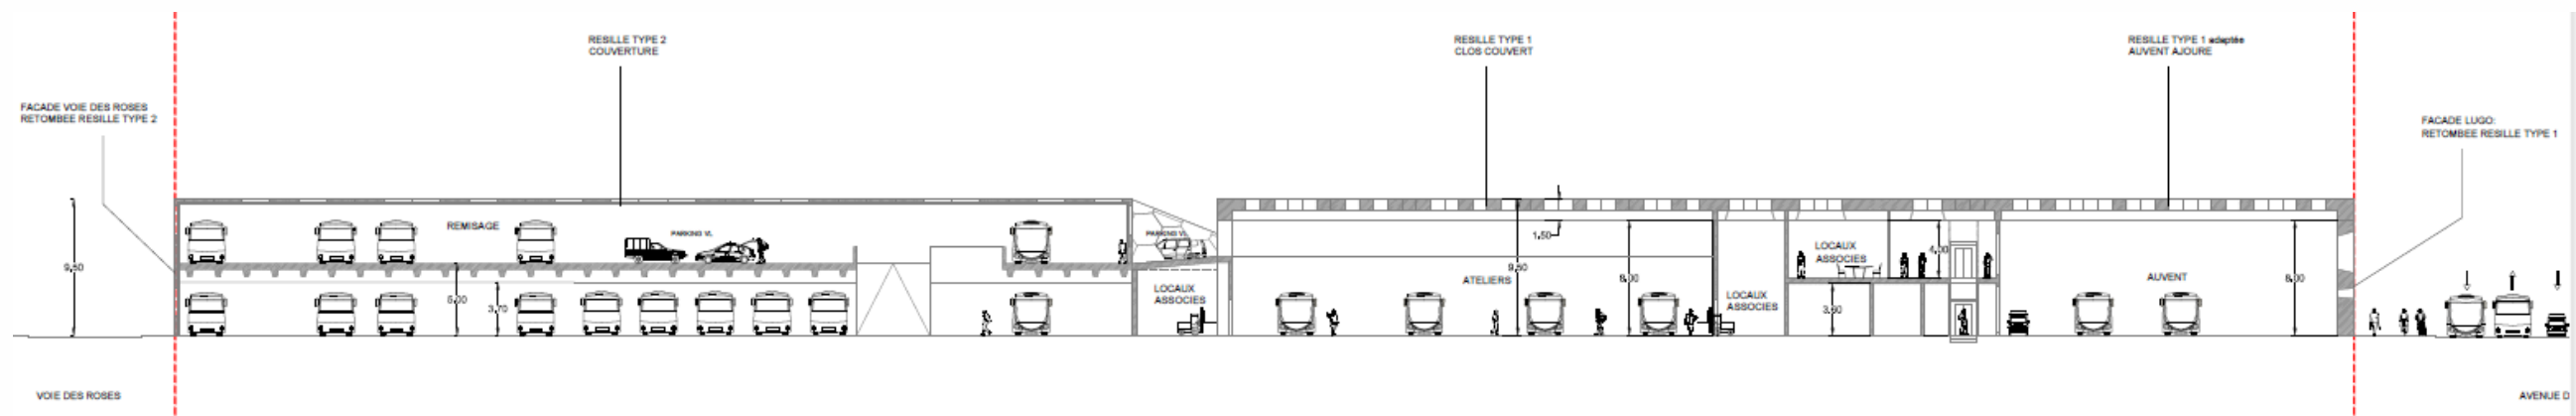 RESILLE TYPE 2
COUVERTURE
RESILLE TYPE 1
CLOS COUVERT
RESILLE TYPE 1 adaptée
AUVENT AJOURE
FACADE VOIE DES ROSES
RETOMBEE RESILLE TYPE 2
FACADE LUGO:
RETOMBEE RESILLE TYPE 1
REMISAGE
PARKING VL
PARKING VL
1,50
LOCAUX
ASSOCIES
4,00
9,50
9,50
ATELIERS
8,00
AUVENT
8,00
LOCAUX
ASSOCIES
LOCAUX
ASSOCIES
5,00
3,70
VOIE DES ROSES
AVENUE D